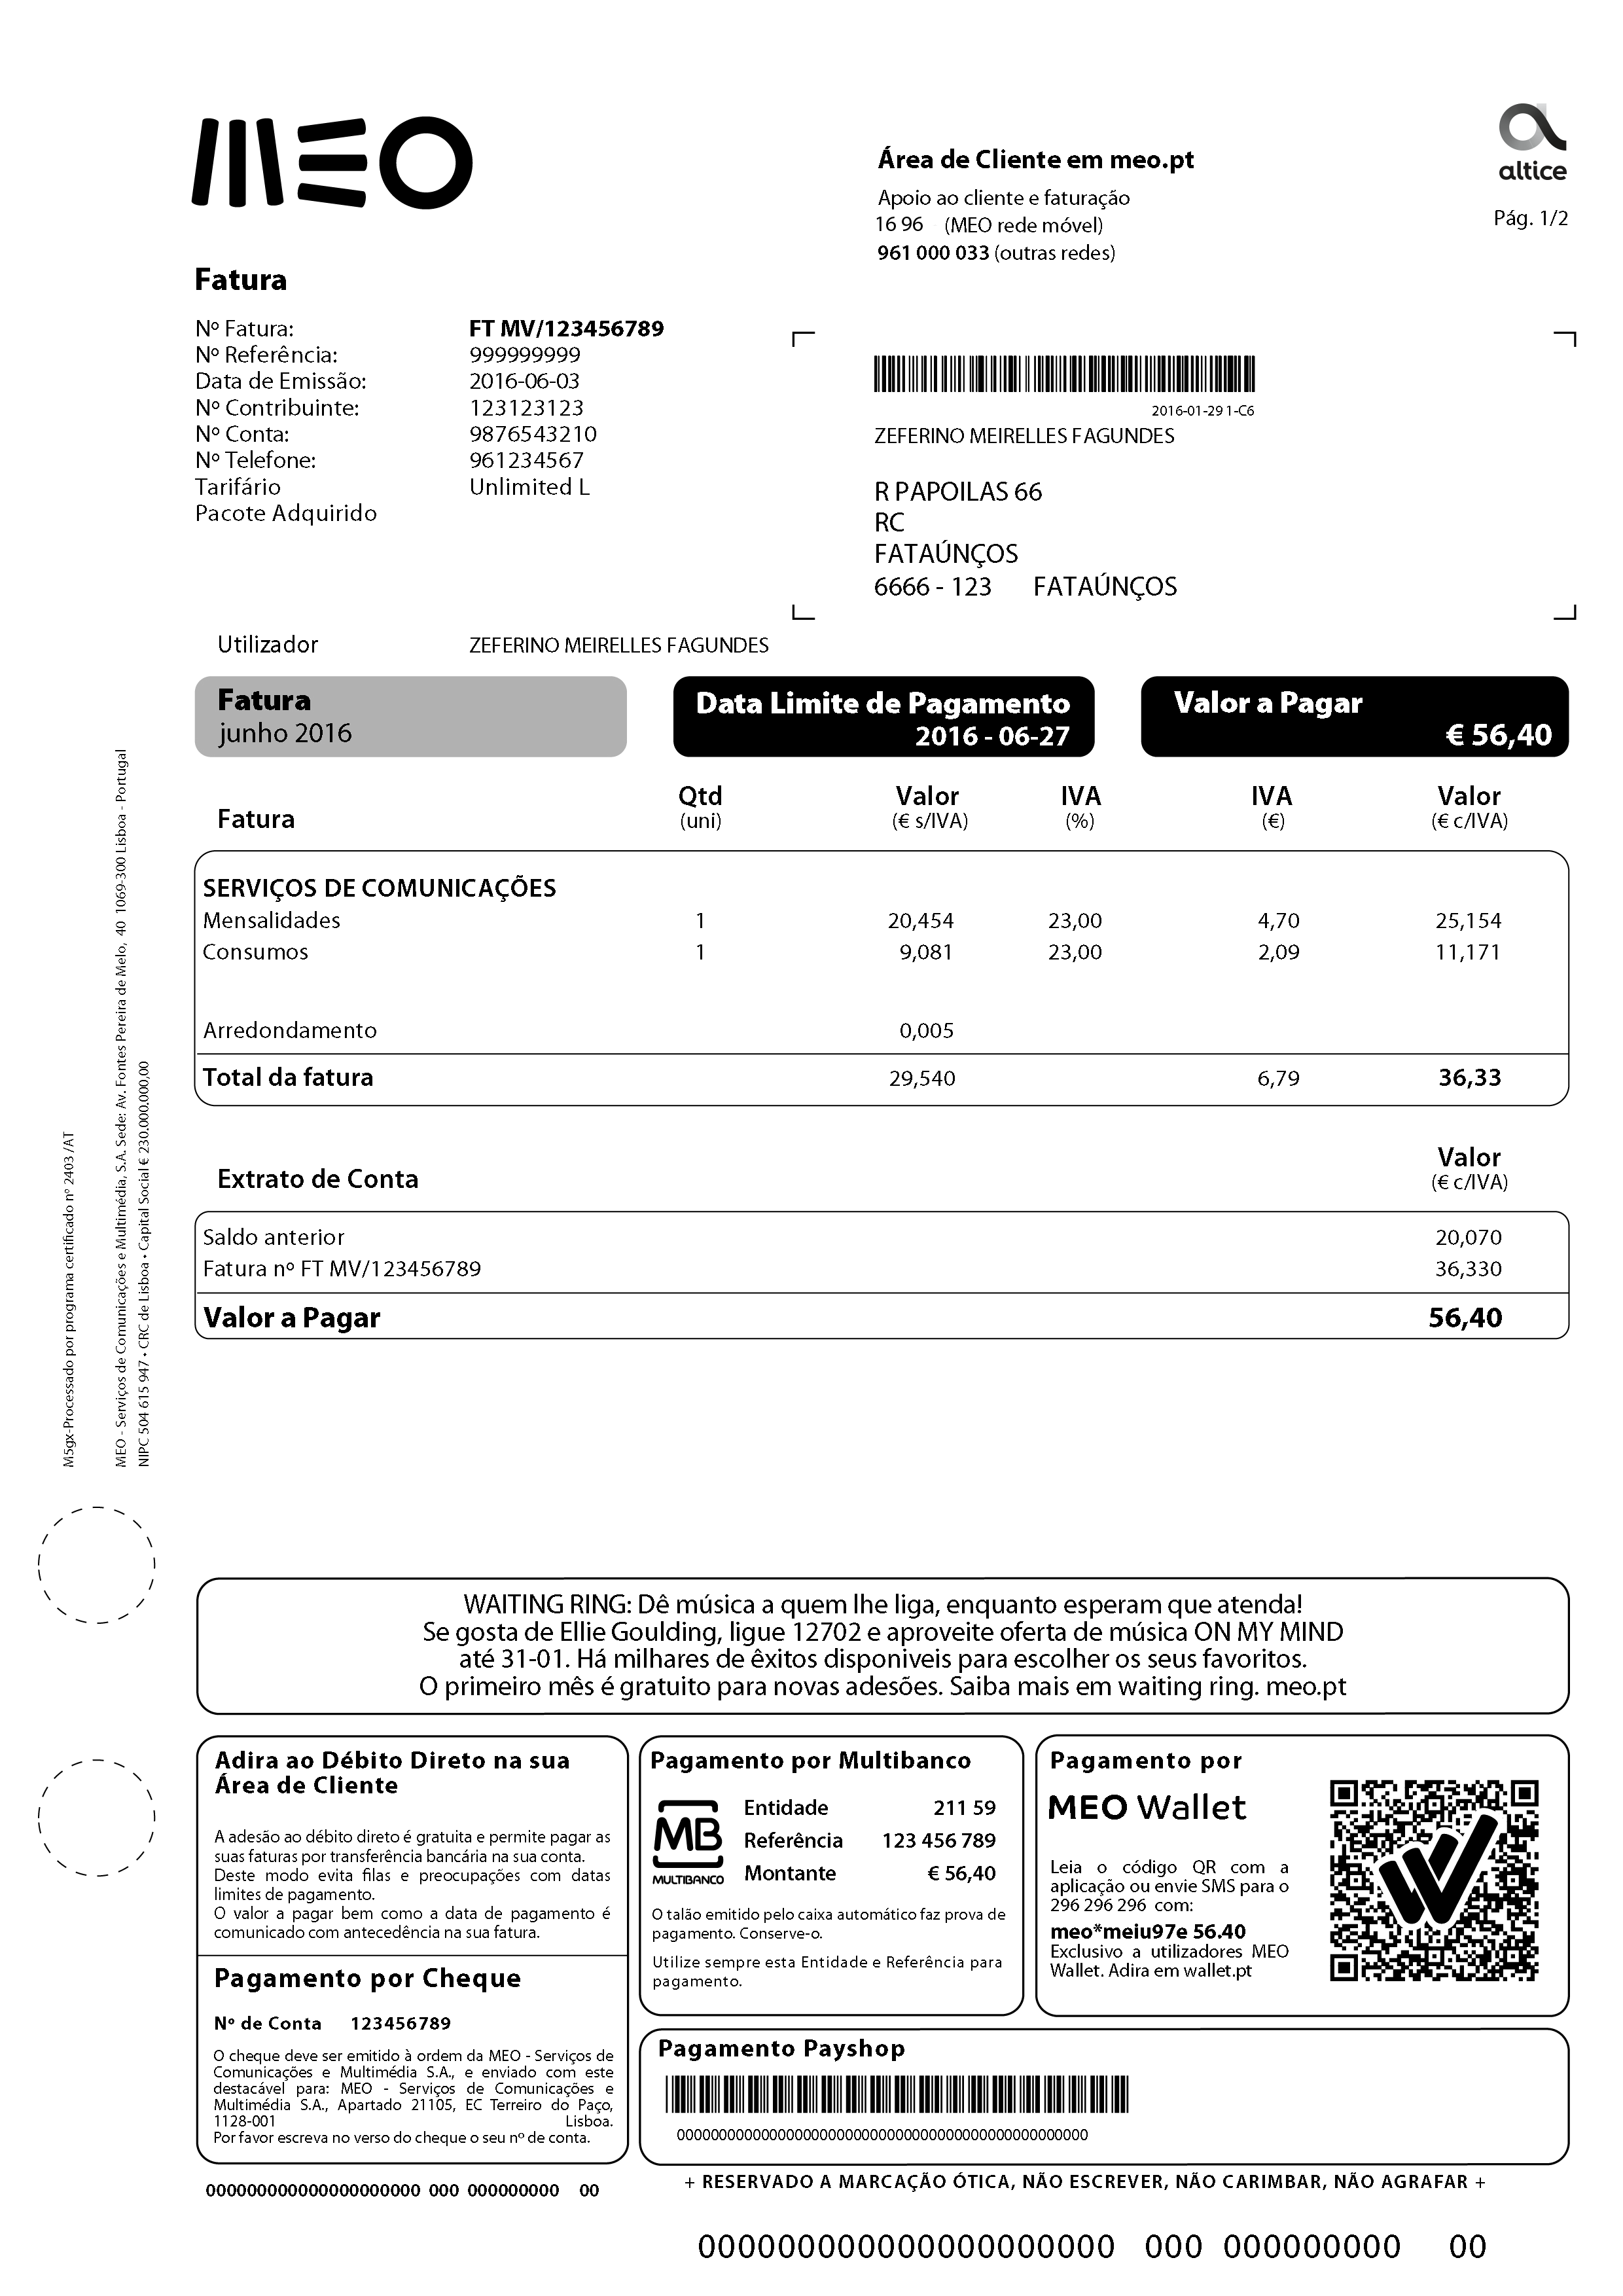 MEO
altice
Pág. 1/2
Área de Cliente em meo.pt
Apoio ao cliente e faturação
16 96 (MEO rede móvel)
961 000 033 (outras redes)
Fatura
Nº Fatura: FT MV/123456789
Nº Referência: 999999999
Data de Emissão: 2016-06-03
Nº Contribuinte: 123123123
Nº Conta: 9876543210
Nº Telefone: 961234567
Tarifário Unlimited L
Pacote Adquirido
2016-01-29 1-C6
ZEFERINO MEIRELLES FAGUNDES
R PAPOILAS 66
RC
FATAÚNÇOS
6666 - 123 FATAÚNÇOS
Utilizador ZEFERINO MEIRELLES FAGUNDES
Fatura
junho 2016
Data Limite de Pagamento
2016 - 06-27
Valor a Pagar
€ 56,40
Fatura
Qtd Valor IVA IVA Valor
(uni) (€ s/IVA) (%) (€) (€ c/IVA)
SERVIÇOS DE COMUNICAÇÕES
Mensalidades 1 20,454 23,00 4,70 25,154
Consumos 1 9,081 23,00 2,09 11,171
Arredondamento 0,005
Total da fatura 29,540 6,79 36,33
Extrato de Conta
Valor
(€ c/IVA)
Saldo anterior 20,070
Fatura nº FT MV/123456789 36,330
Valor a Pagar 56,40
M5gx-Processado por programa certificado nº 2403 /AT
MEO - Serviços de Comunicações e Multimédia, S.A. Sede: Av. Fontes Pereira de Melo, 40 1069-300 Lisboa - Portugal
NIPC 504 615 947 • CRC de Lisboa • Capital Social € 230.000.000,00
WAITING RING: Dê música a quem lhe liga, enquanto esperam que atenda!
Se gosta de Ellie Goulding, ligue 12702 e aproveite oferta de música ON MY MIND
até 31-01. Há milhares de êxitos disponiveis para escolher os seus favoritos.
O primeiro mês é gratuito para novas adesões. Saiba mais em waiting ring. meo.pt
Adira ao Débito Direto na sua
Área de Cliente
A adesão ao débito direto é gratuita e permite pagar as
suas faturas por transferência bancária na sua conta.
Deste modo evita filas e preocupações com datas
limites de pagamento.
O valor a pagar bem como a data de pagamento é
comunicado com antecedência na sua fatura.
Pagamento por Cheque
Nº de Conta 123456789
O cheque deve ser emitido à ordem da MEO - Serviços de
Comunicações e Multimédia S.A., e enviado com este
destacável para: MEO - Serviços de Comunicações e
Multimédia S.A., Apartado 21105, EC Terreiro do Paço,
1128-001 Lisboa.
Por favor escreva no verso do cheque o seu nº de conta.
Pagamento por Multibanco
MB
MULTIBANCO
Entidade 211 59
Referência 123 456 789
Montante € 56,40
O talão emitido pelo caixa automático faz prova de
pagamento. Conserve-o.
Utilize sempre esta Entidade e Referência para
pagamento.
Pagamento por
MEO Wallet
Leia o código QR com a
aplicação ou envie SMS para o
296 296 296 com:
meo*meiu97e 56.40
Exclusivo a utilizadores MEO
Wallet. Adira em wallet.pt
Pagamento Payshop
+ RESERVADO A MARCAÇÃO ÓTICA, NÃO ESCREVER, NÃO CARIMBAR, NÃO AGRAFAR +